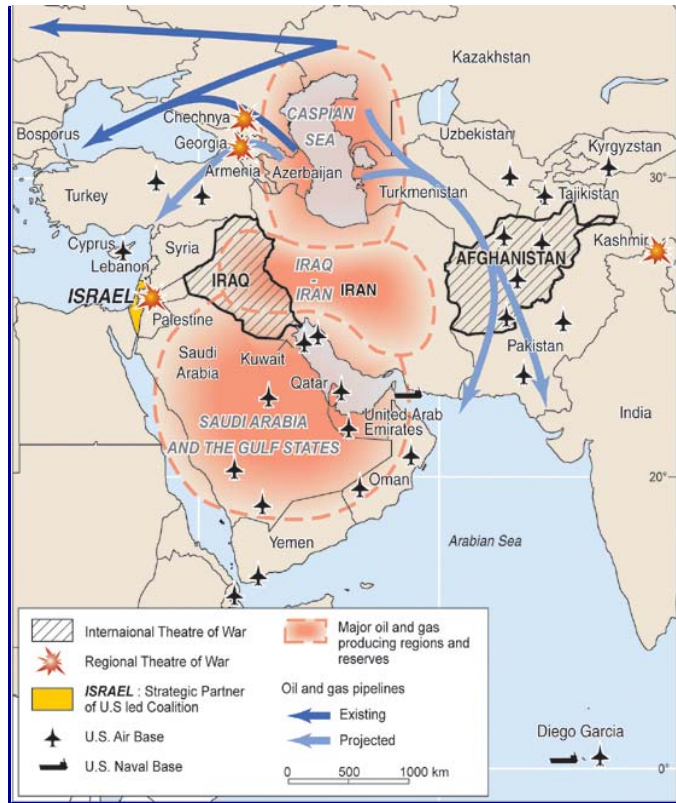 Kazakhstan
Chechnya
CASPIAN
SEA
Uzbekistan
Bosporus
Georgia
Kyrgyzstan
Armenia
Azerbaijan
Turkey
Turkmenistan
Tajikistan
30°
Cyprus
Syria
Kashmir
Lebanon
AFGHANISTAN
IRAQ
IRAQ
-
IRAN
IRAN
ISRAEL
Palestine
Saudi
Arabia
Kuwait
Pakistan
Qatar
India
SAUDI ARABIA
AND THE GULF STATES
United Arab
Emirates
20°
Oman
Yemen
Arabian Sea
Internaional Theatre of War
Regional Theatre of War
ISRAEL : Strategic Partner
of U.S led Coalition
U.S. Air Base
U.S. Naval Base
Major oil and gas
producing regions and
reserves
Oil and gas pipelines
Existing
Projected
0 500 1000 km
Diego Garcia
0°